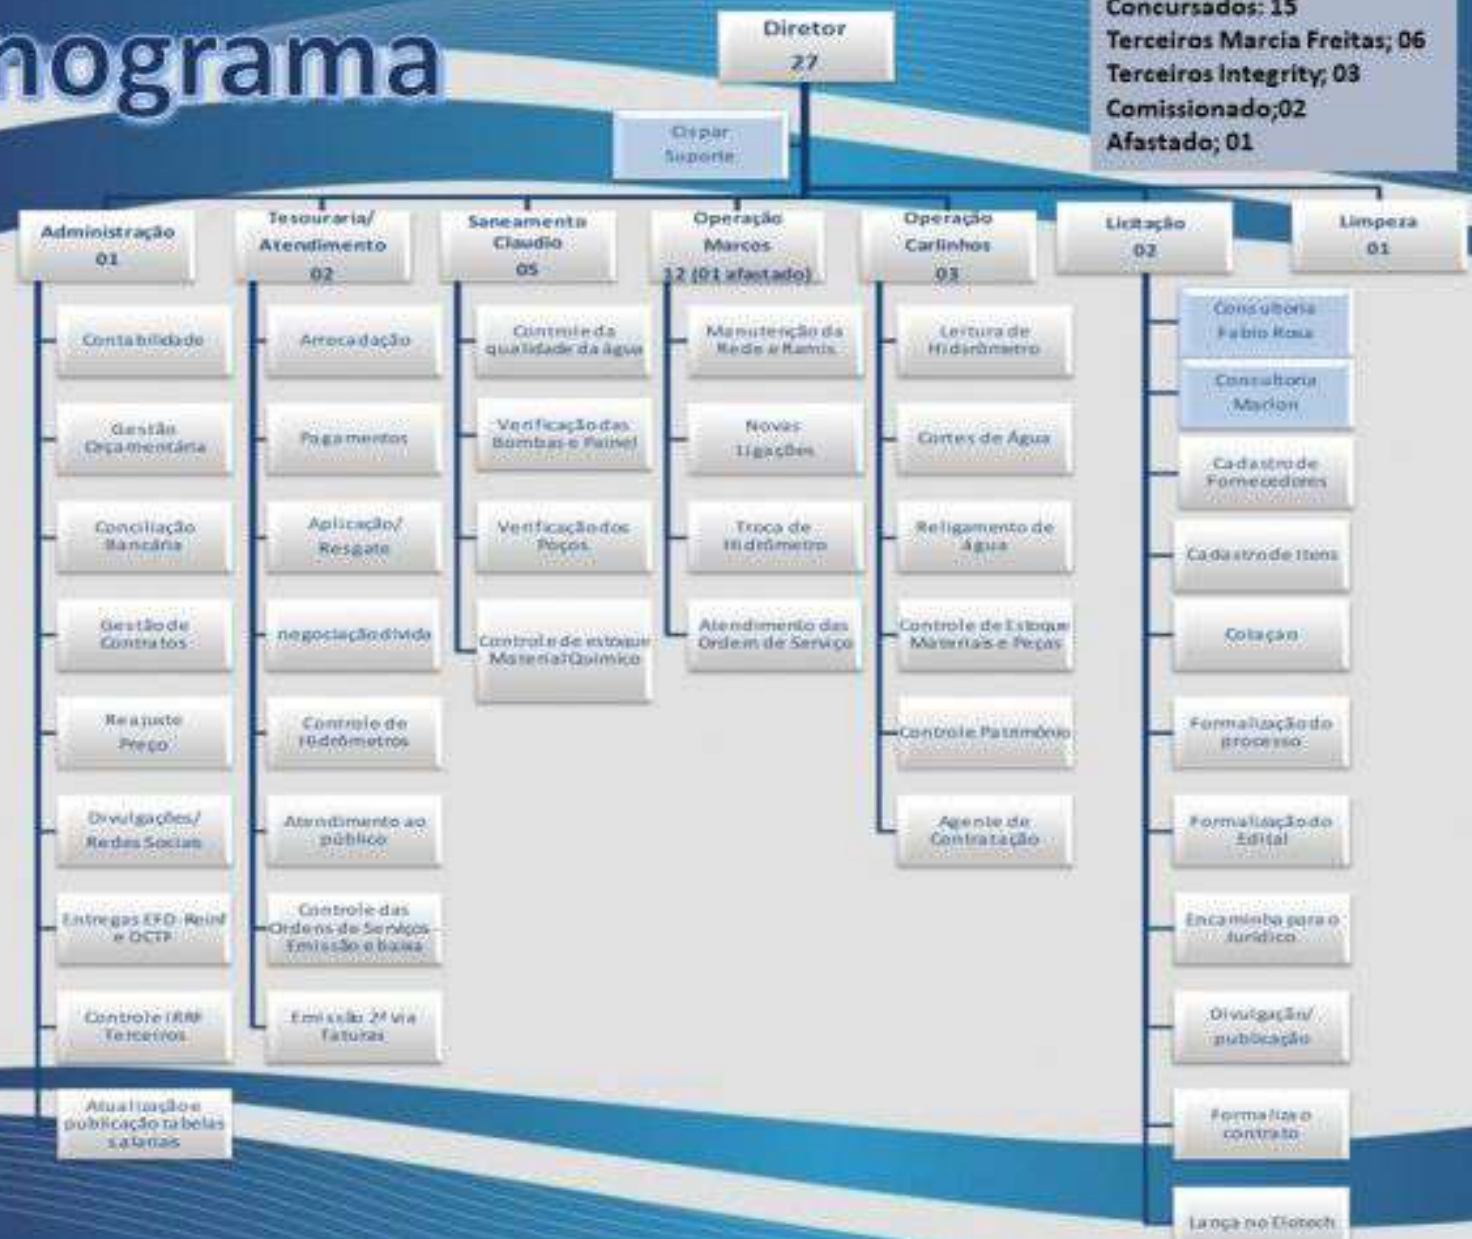 nograma
Diretor
27
Concursados: 15
Terceiros Marcia Freitas; 06
Terceiros Integrity; 03
Comissionado;02
Afastado; 01
Cispar
Suporte
Administração
01
Contabilidade
Gestão
Orçamentária
Conciliação
Bancária
Gestão de
Contratos
Reajuste
Preço
Divulgações/
Redes Sociais
Entregas EFD-Reinf
e DCTF
Controle IRRF
Terceiros
Atualização e
publicação tabelas
salariais
Tesouraria/
Atendimento
02
Arrecadação
Pagamentos
Aplicação/
Resgate
negociação divida
Controle de
Hidrômetros
Atendimento ao
público
Controle das
Ordens de Serviços
Emissão e baixa
Emissão 2ª via
faturas
Saneamento
Claudio
05
Controle da
qualidade da água
Verificação das
Bombas e Painel
Verificação dos
Poços
Controle de estoque
Material Químico
Operação
Marcos
12 (01 afastado)
Manutenção da
Rede e Ramis
Novas
Ligações
Troca de
Hidrômetro
Atendimento das
Ordem de Serviço
Operação
Carlinhos
03
Leitura de
Hidrômetro
Cortes de Água
Religamento de
água
Controle de Estoque
Materiais e Peças
Controle Patrimônio
Agente de
Contratação
Licitação
02
Consultoria
Fabio Rosa
Consultoria
Marlon
Cadastro de
Fornecedores
Cadastro de Itens
Cotação
Formalização do
processo
Formalização do
Edital
Encaminha para o
Jurídico
Divulgação/
publicação
Formaliza o
contrato
Lança no Elotech
Limpeza
01